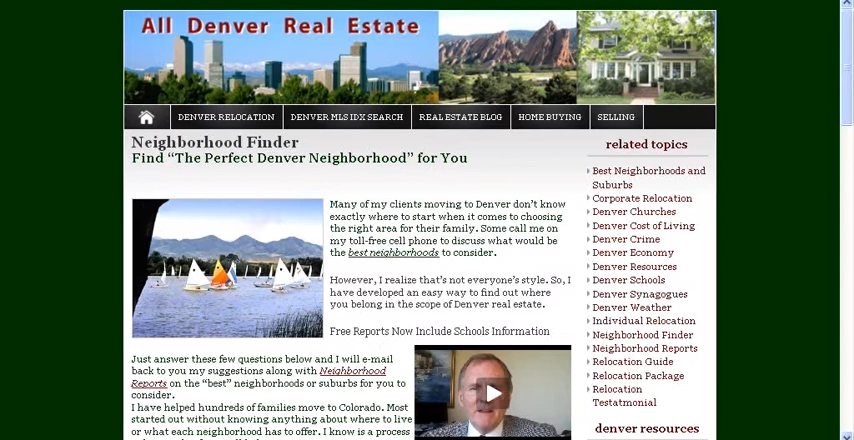 All Denver Real Estate
DENVER RELOCATION
DENVER MLS IDX SEARCH
REAL ESTATE BLOG
HOME BUYING
SELLING
Neighborhood Finder
Find “The Perfect Denver Neighborhood” for You
Many of my clients moving to Denver don’t know
exactly where to start when it comes to choosing
the right area for their family. Some call me on
my toll-free cell phone to discuss what would be
the best neighborhoods to consider.
However, I realize that’s not everyone’s style. So, I
have developed an easy way to find out where
you belong in the scope of Denver real estate.
Free Reports Now Include Schools Information
Just answer these few questions below and I will e-mail
back to you my suggestions along with Neighborhood
Reports on the “best” neighborhoods or suburbs for you to
consider.
I have helped hundreds of families move to Colorado. Most
started out without knowing anything about where to live
or what each neighborhood has to offer. I know is a process
related topics
Best Neighborhoods and
Suburbs
Corporate Relocation
Denver Churches
Denver Cost of Living
Denver Crime
Denver Economy
Denver Resources
Denver Schools
Denver Synagogues
Denver Weather
Individual Relocation
Neighborhood Finder
Neighborhood Reports
Relocation Guide
Relocation Package
Relocation
Testatmonial
denver resources